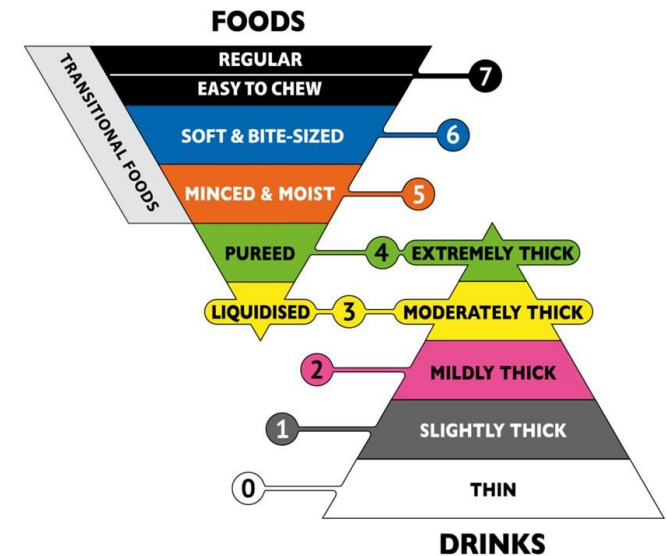 FOODS
TRANSITIONAL FOODS
REGULAR
EASY TO CHEW
7
SOFT & BITE-SIZED
6
MINCED & MOIST
5
PUREED
4
EXTREMELY THICK
LIQUIDISED
3
MODERATELY THICK
2
MILDLY THICK
1
SLIGHTLY THICK
0
THIN
DRINKS